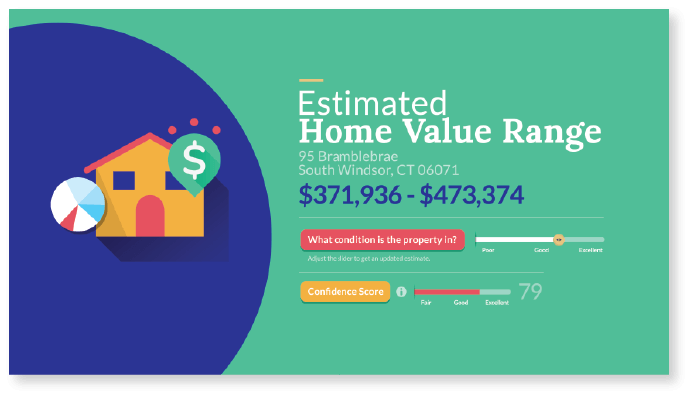 Estimated
Home Value Range
95 Bramblebrae
South Windsor, CT 06071
$371,936 - $473,374
What condition is the property in?
Poor Good Excellent
Adjust the slider to get an updated estimate.
Confidence Score i 79
Fair Good Excellent
$